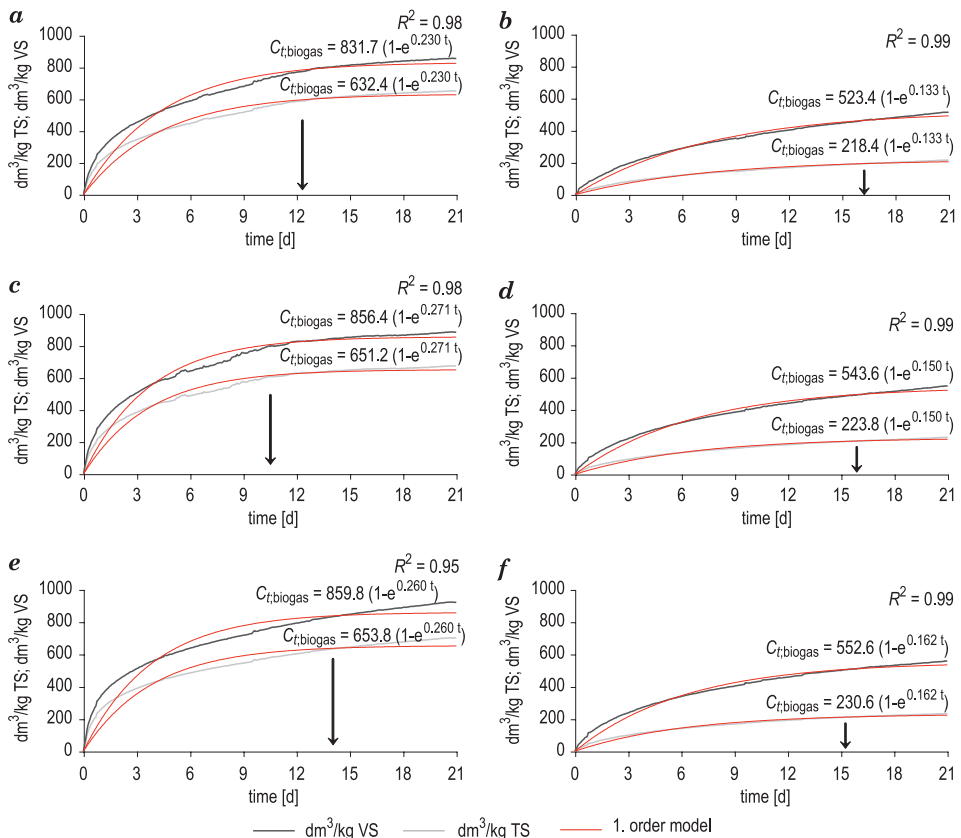 a
R² = 0.98
dm³/kg TS; dm³/kg VS
1000
800
600
400
200
0
C_t;biogas = 831.7 (1-e^0.230 t)
C_t;biogas = 632.4 (1-e^0.230 t)
0 3 6 9 12 15 18 21
time [d]
b
R² = 0.99
dm³/kg TS; dm³/kg VS
1000
800
600
400
200
0
C_t;biogas = 523.4 (1-e^0.133 t)
C_t;biogas = 218.4 (1-e^0.133 t)
0 3 6 9 12 15 18 21
time [d]
c
R² = 0.98
dm³/kg TS; dm³/kg VS
1000
800
600
400
200
0
C_t;biogas = 856.4 (1-e^0.271 t)
C_t;biogas = 651.2 (1-e^0.271 t)
0 3 6 9 12 15 18 21
time [d]
d
R² = 0.99
dm³/kg TS; dm³/kg VS
1000
800
600
400
200
0
C_t;biogas = 543.6 (1-e^0.150 t)
C_t;biogas = 223.8 (1-e^0.150 t)
0 3 6 9 12 15 18 21
time [d]
e
R² = 0.95
dm³/kg TS; dm³/kg VS
1000
800
600
400
200
0
C_t;biogas = 859.8 (1-e^0.260 t)
C_t;biogas = 653.8 (1-e^0.260 t)
0 3 6 9 12 15 18 21
time [d]
f
R² = 0.99
dm³/kg TS; dm³/kg VS
1000
800
600
400
200
0
C_t;biogas = 552.6 (1-e^0.162 t)
C_t;biogas = 230.6 (1-e^0.162 t)
0 3 6 9 12 15 18 21
time [d]
dm³/kg VS dm³/kg TS 1. order model